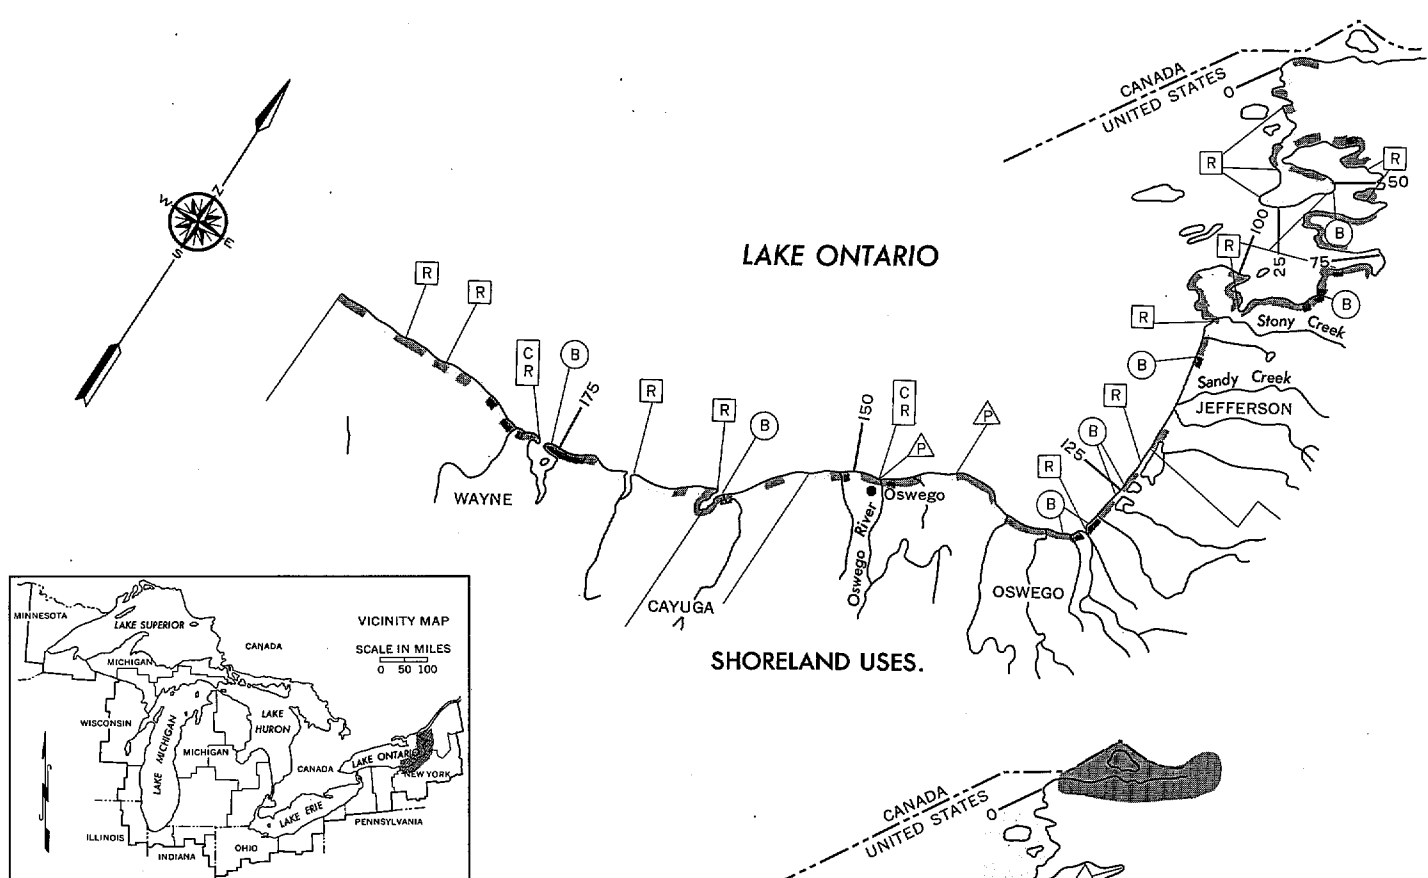 CANADA
UNITED STATES
0
R
R
50
N
W
E
S
B
100
R
25
75
LAKE ONTARIO
R
R
B
R
Stony Creek
C
R
B
B
Sandy Creek
R
175
R
R
150
C
R
JEFFERSON
B
P
P
B
125
R
WAYNE
Oswego
B
Oswego River
CAYUGA
OSWEGO
SHORELAND USES.
VICINITY MAP
SCALE IN MILES
0 50 100
MINNESOTA
LAKE SUPERIOR
CANADA
MICHIGAN
WISCONSIN
LAKE MICHIGAN
LAKE
HURON
MICHIGAN
CANADA
LAKE ONTARIO
NEW YORK
LAKE ERIE
PENNSYLVANIA
ILLINOIS
INDIANA
OHIO
CANADA
UNITED STATES
0